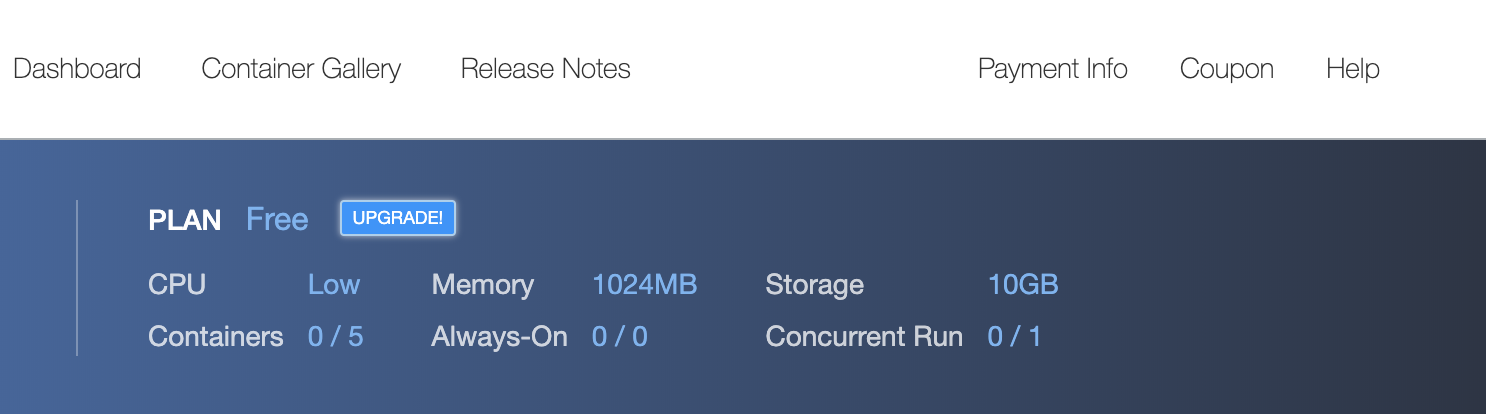 Dashboard Container Gallery Release Notes Payment Info Coupon Help
PLAN Free UPGRADE!
CPU Low Memory 1024MB Storage 10GB
Containers 0 / 5 Always-On 0 / 0 Concurrent Run 0 / 1